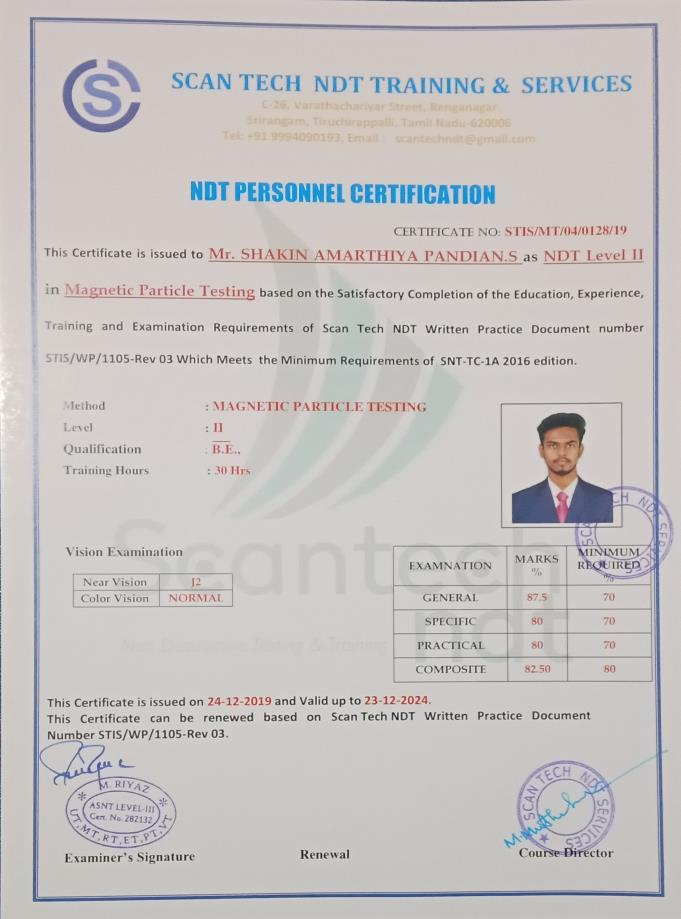 SCAN TECH NDT TRAINING & SERVICES
C-26, Varathachariyar Street, Renganagar
Srirangam, Tiruchirappalli, Tamil Nadu-620006
Tel: +91 9994090193, Email : scantechndt@gmail.com
NDT PERSONNEL CERTIFICATION
CERTIFICATE NO: STIS/MT/04/0128/19
This Certificate is issued to Mr. SHAKIN AMARTHIYA PANDIAN.S as NDT Level II
in Magnetic Particle Testing based on the Satisfactory Completion of the Education, Experience,
Training and Examination Requirements of Scan Tech NDT Written Practice Document number
STIS/WP/1105-Rev 03 Which Meets the Minimum Requirements of SNT-TC-1A 2016 edition.
Method : MAGNETIC PARTICLE TESTING
Level : II
Qualification : B.E.,
Training Hours : 30 Hrs
Scantech
ndt
Non Destructive Testing & Training
Vision Examination
Near Vision J2
Color Vision NORMAL
EXAMNATION MARKS % MINIMUM REQUIRED %
GENERAL 87.5 70
SPECIFIC 80 70
PRACTICAL 80 70
COMPOSITE 82.50 80
SCAN TECH NDT SERVICES
This Certificate is issued on 24-12-2019 and Valid up to 23-12-2024.
This Certificate can be renewed based on Scan Tech NDT Written Practice Document
Number STIS/WP/1105-Rev 03.
M. RIYAZ
ASNT LEVEL-III
Cert. No. 282132
UT,MT,RT,ET,PT,VT
SCAN TECH NDT SERVICES
Examiner's Signature Renewal Course Director